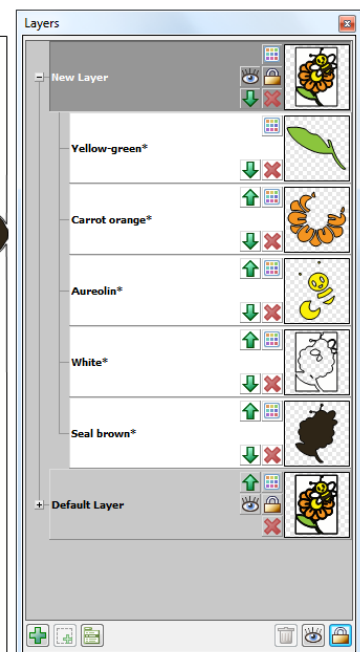 Layers
New Layer
Yellow-green*
Carrot orange*
Aureolin*
White*
Seal brown*
Default Layer